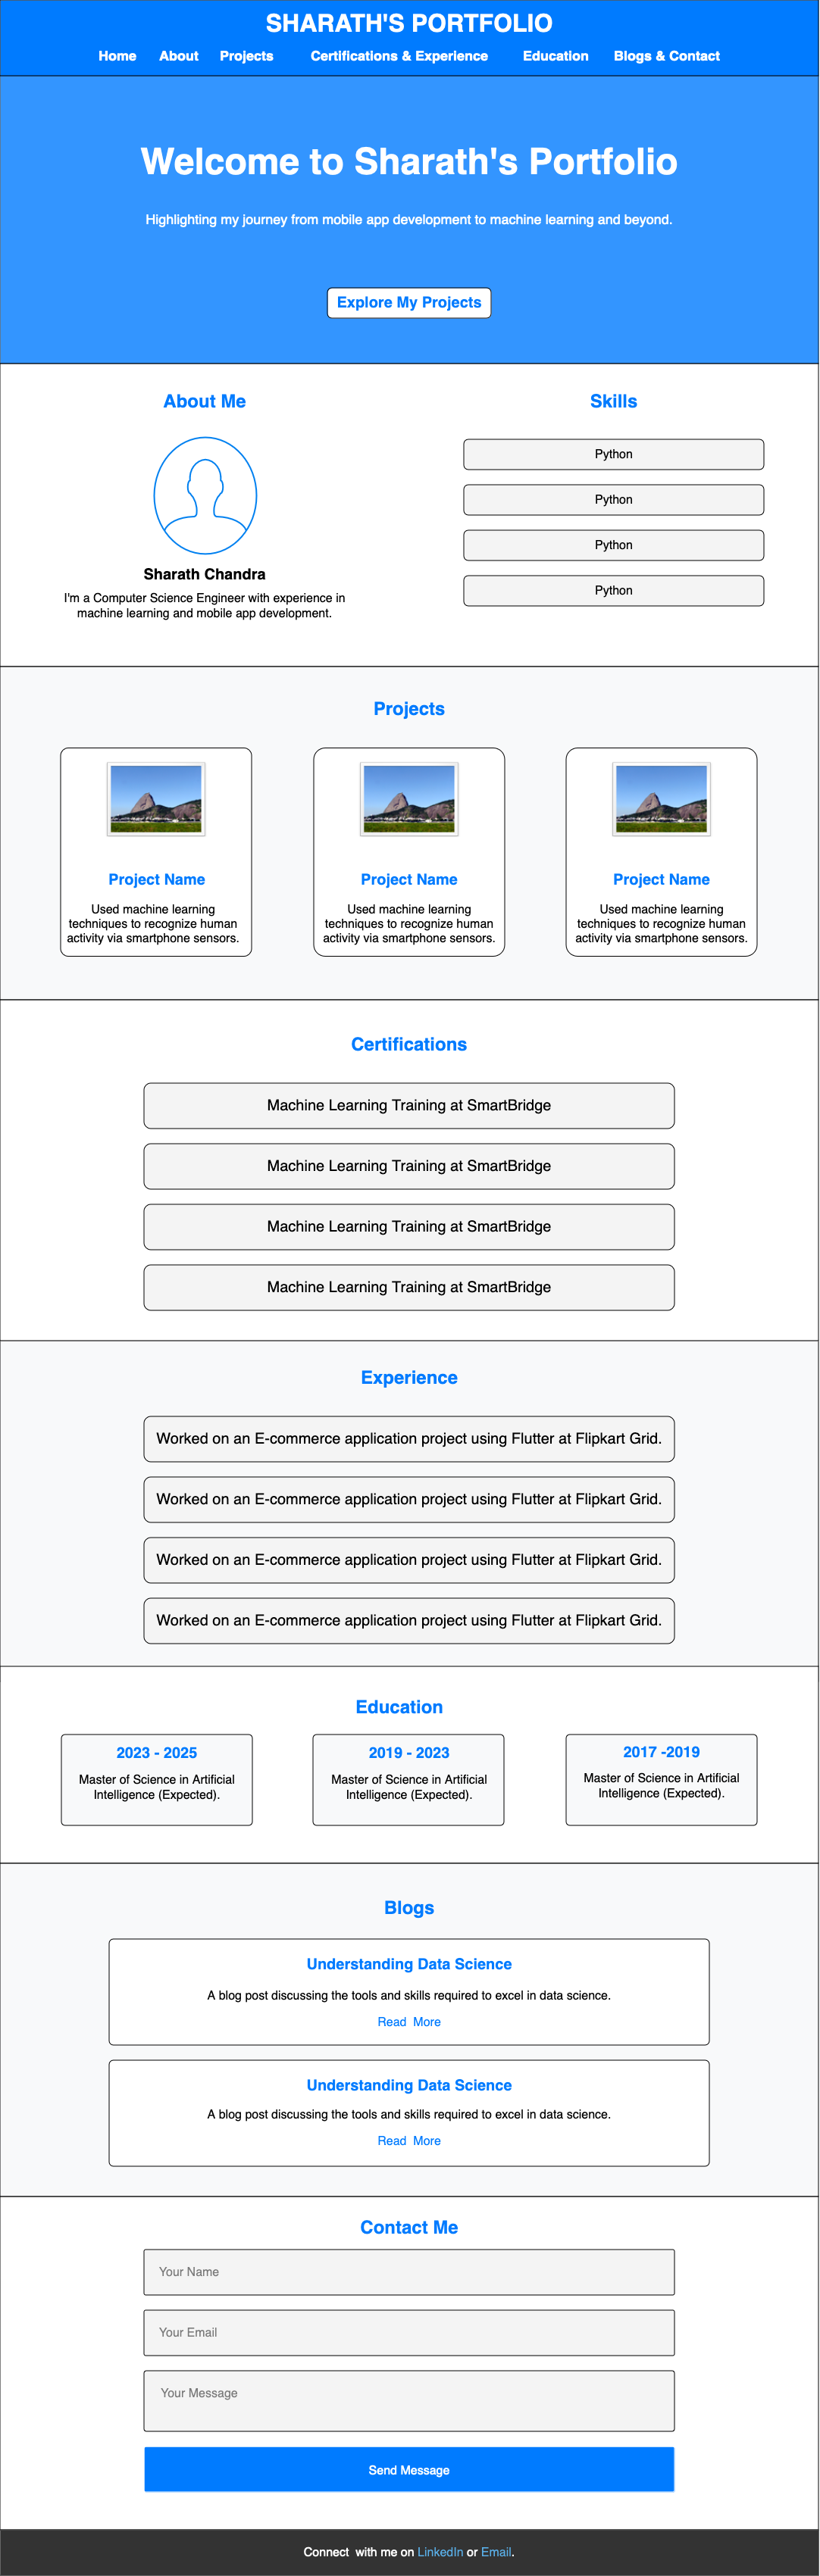 SHARATH'S PORTFOLIO
Home About Projects Certifications & Experience Education Blogs & Contact
Welcome to Sharath's Portfolio
Highlighting my journey from mobile app development to machine learning and beyond.
Explore My Projects
About Me
Sharath Chandra
I'm a Computer Science Engineer with experience in
machine learning and mobile app development.
Skills
Python
Python
Python
Python
Projects
Project Name
Used machine learning
techniques to recognize human
activity via smartphone sensors.
Project Name
Used machine learning
techniques to recognize human
activity via smartphone sensors.
Project Name
Used machine learning
techniques to recognize human
activity via smartphone sensors.
Certifications
Machine Learning Training at SmartBridge
Machine Learning Training at SmartBridge
Machine Learning Training at SmartBridge
Machine Learning Training at SmartBridge
Experience
Worked on an E-commerce application project using Flutter at Flipkart Grid.
Worked on an E-commerce application project using Flutter at Flipkart Grid.
Worked on an E-commerce application project using Flutter at Flipkart Grid.
Worked on an E-commerce application project using Flutter at Flipkart Grid.
Education
2023 - 2025
Master of Science in Artificial
Intelligence (Expected).
2019 - 2023
Master of Science in Artificial
Intelligence (Expected).
2017 -2019
Master of Science in Artificial
Intelligence (Expected).
Blogs
Understanding Data Science
A blog post discussing the tools and skills required to excel in data science.
Read  More
Understanding Data Science
A blog post discussing the tools and skills required to excel in data science.
Read  More
Contact Me
Your Name
Your Email
Your Message
Send Message
Connect  with me on LinkedIn or Email.